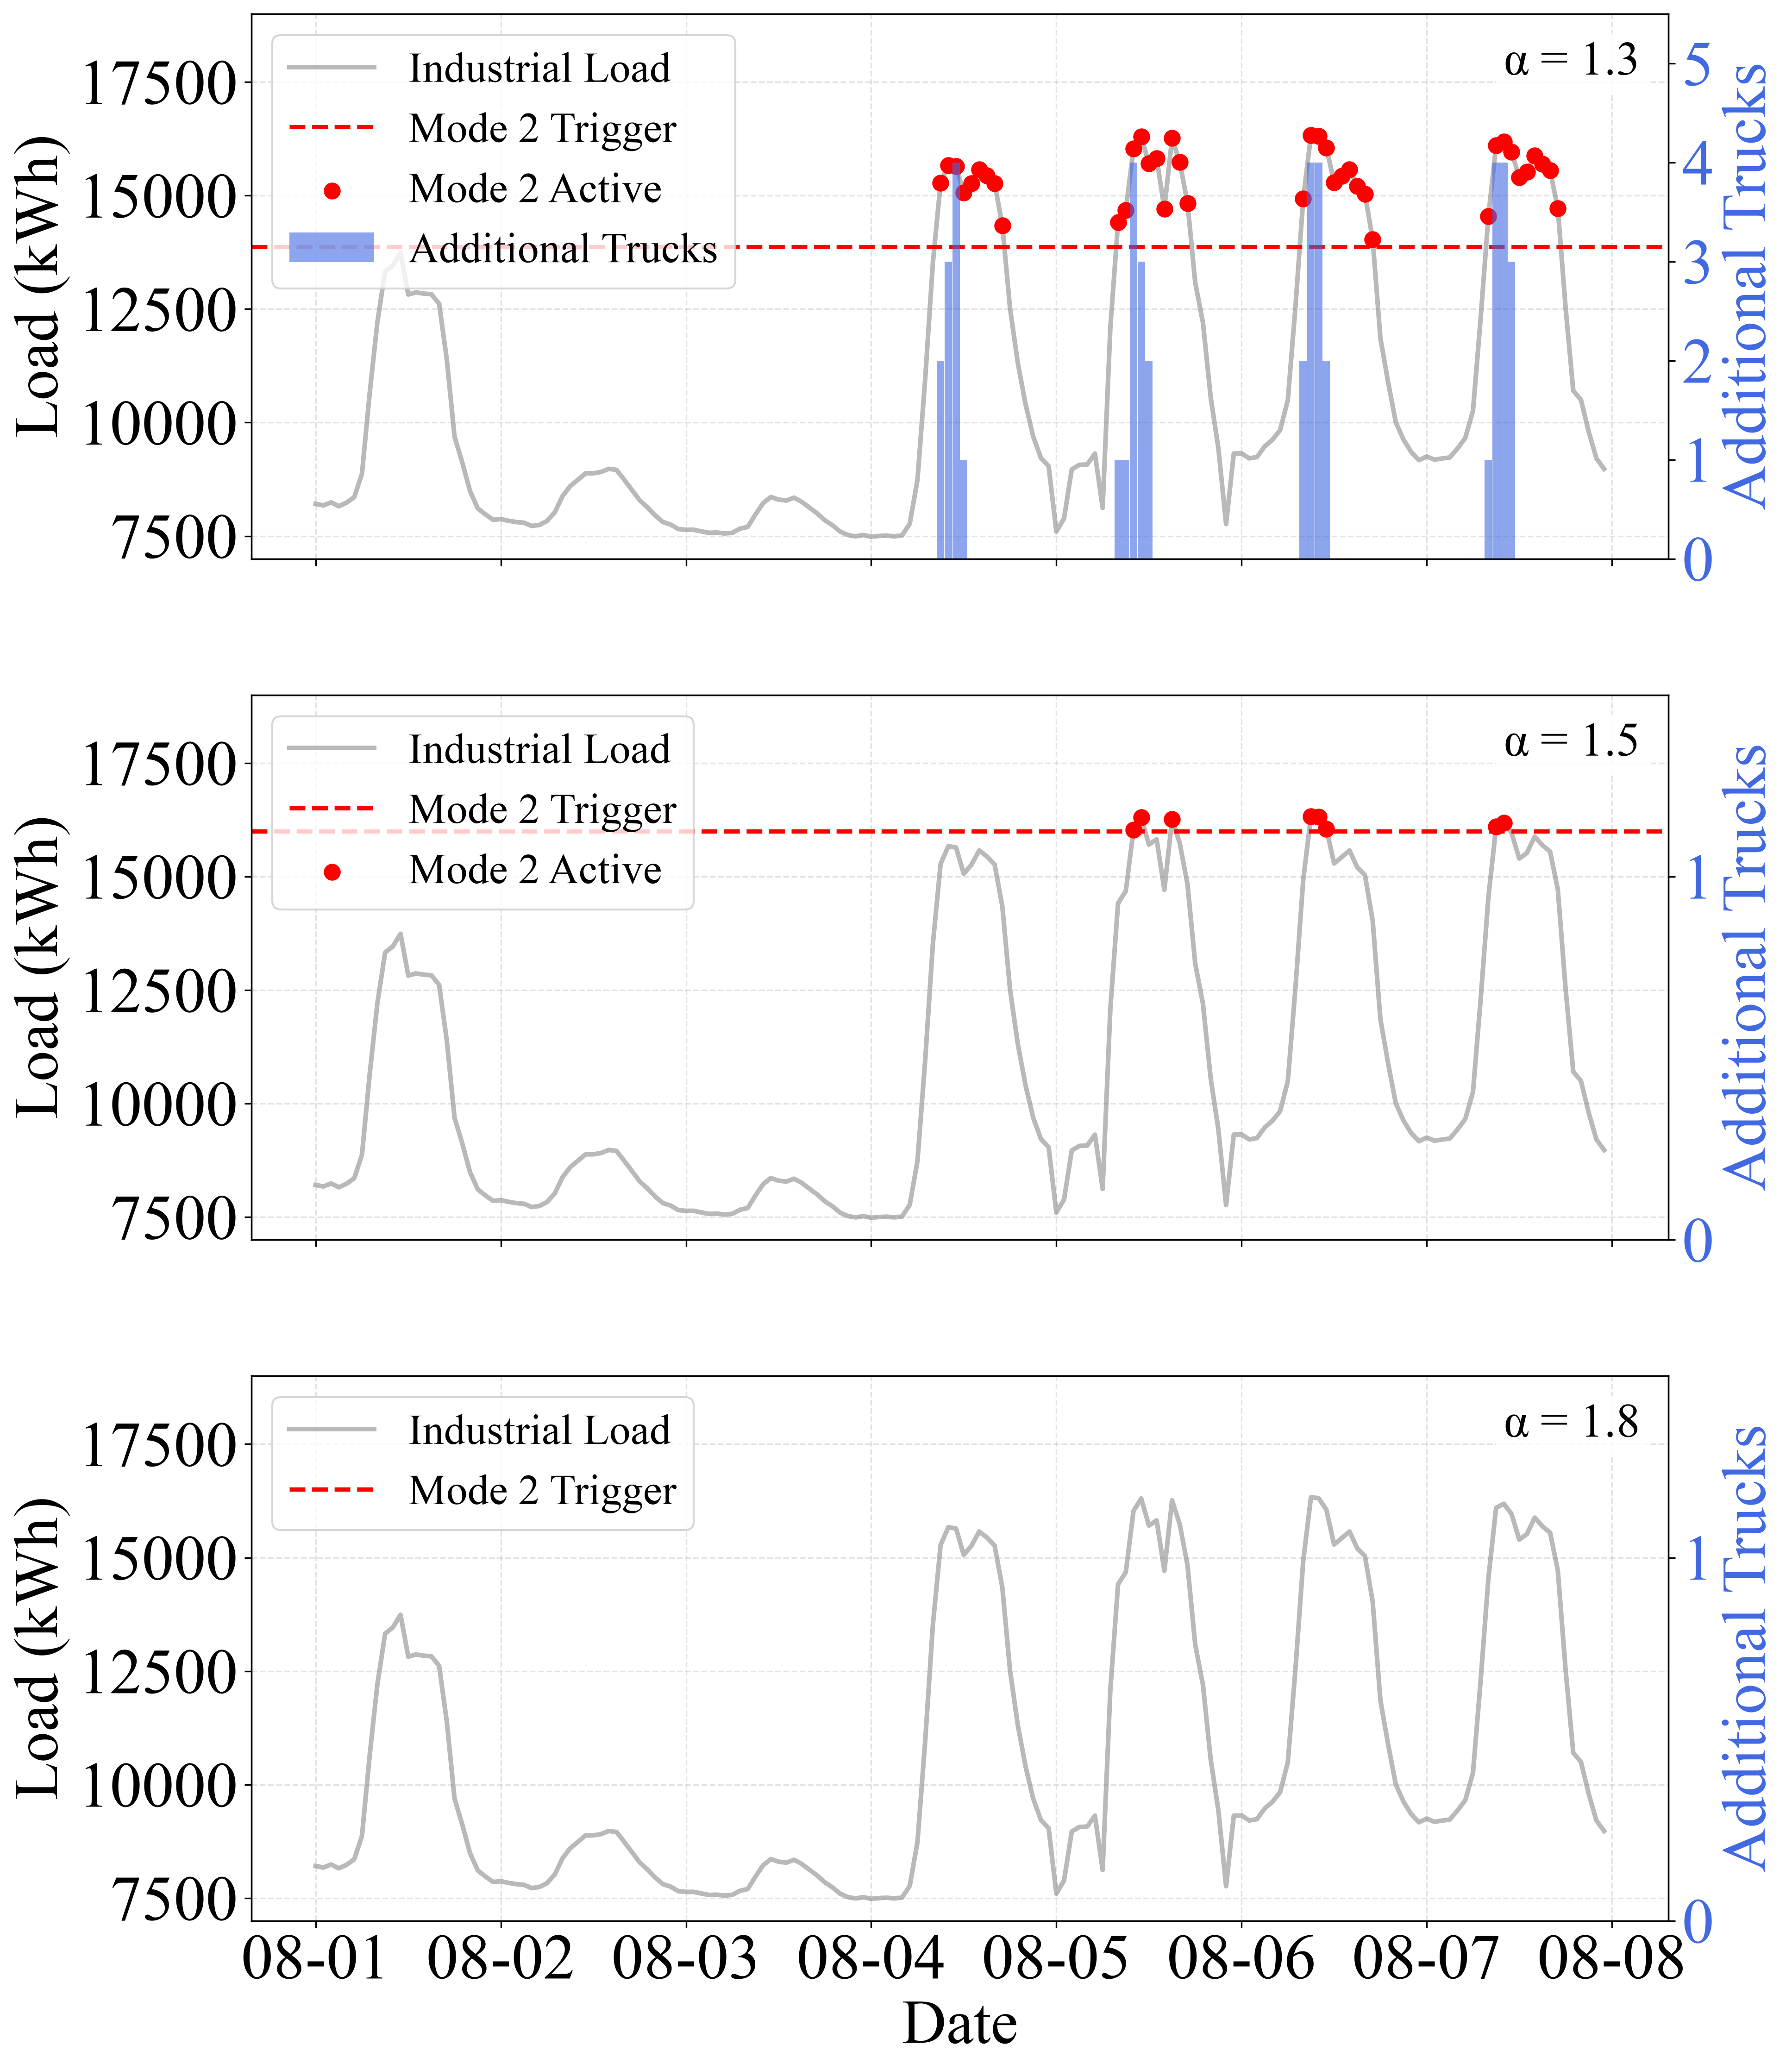 Industrial Load
Mode 2 Trigger
Mode 2 Active
Additional Trucks
α = 1.3
17500
15000
12500
10000
7500
Load (kWh)
5
4
3
2
1
0
Additional Trucks
Industrial Load
Mode 2 Trigger
Mode 2 Active
α = 1.5
17500
15000
12500
10000
7500
Load (kWh)
1
0
Additional Trucks
Industrial Load
Mode 2 Trigger
α = 1.8
17500
15000
12500
10000
7500
Load (kWh)
1
0
Additional Trucks
08-01 08-02 08-03 08-04 08-05 08-06 08-07 08-08
Date